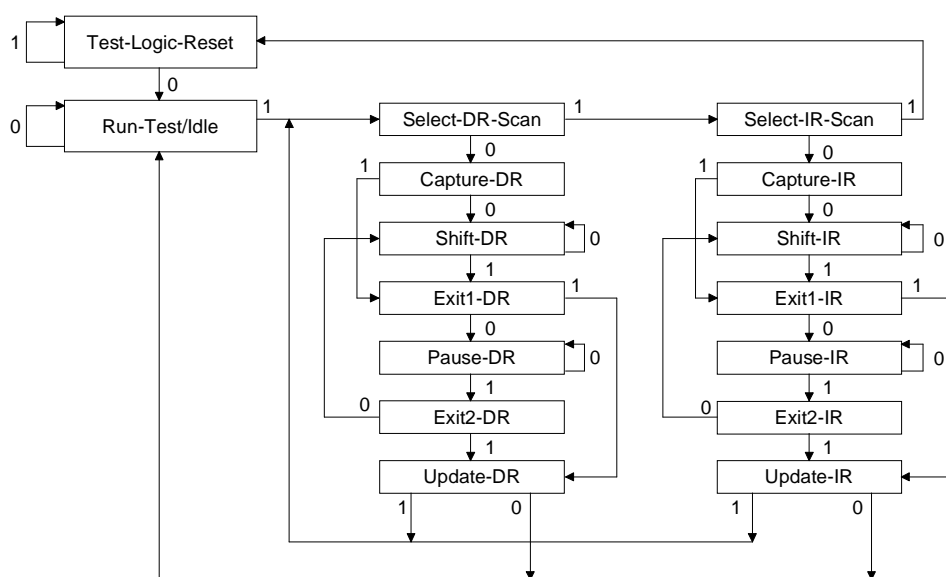 Test-Logic-Reset
1
0
Run-Test/Idle
0
1
Select-DR-Scan
1
Select-IR-Scan
1
0
0
1
Capture-DR
1
Capture-IR
0
0
Shift-DR
0
Shift-IR
0
1
1
Exit1-DR
1
Exit1-IR
1
0
0
Pause-DR
0
Pause-IR
0
1
1
0
Exit2-DR
0
Exit2-IR
1
1
Update-DR
Update-IR
1
0
1
0